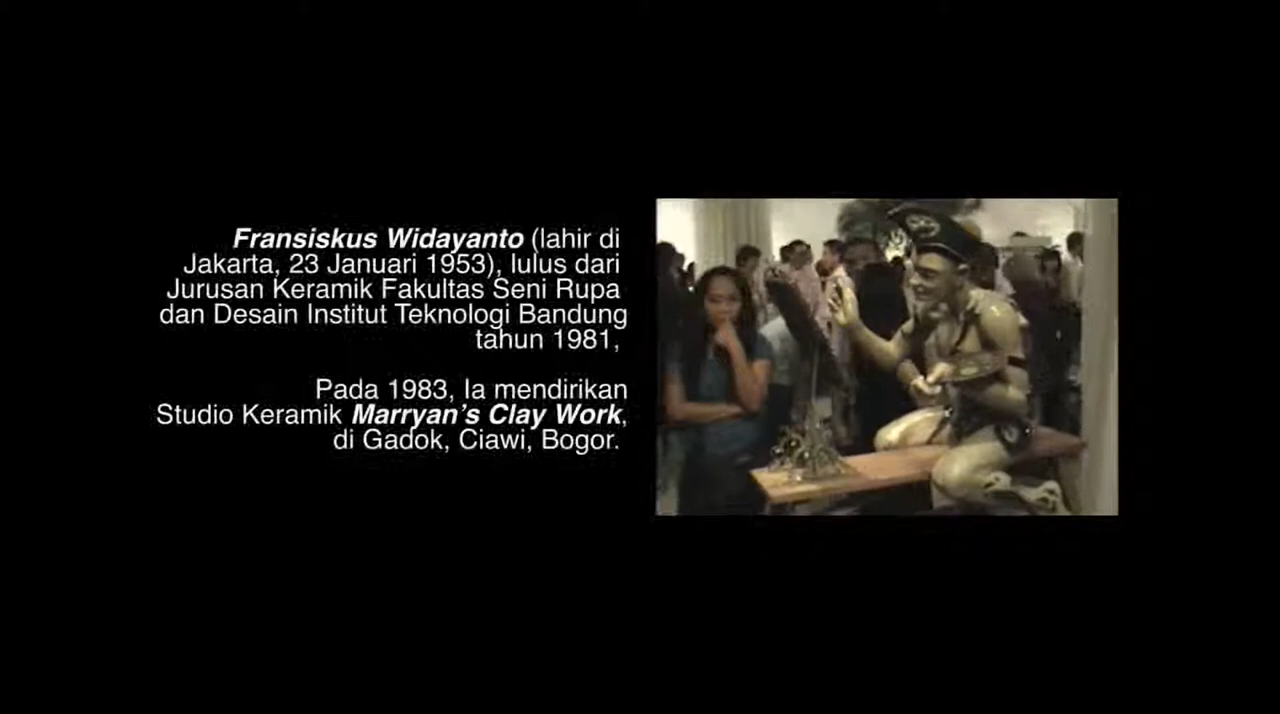 Fransiskus Widayanto (lahir di
Jakarta, 23 Januari 1953), lulus dari
Jurusan Keramik Fakultas Seni Rupa
dan Desain Institut Teknologi Bandung
tahun 1981,
Pada 1983, Ia mendirikan
Studio Keramik Marryan's Clay Work,
di Gadok, Ciawi, Bogor.